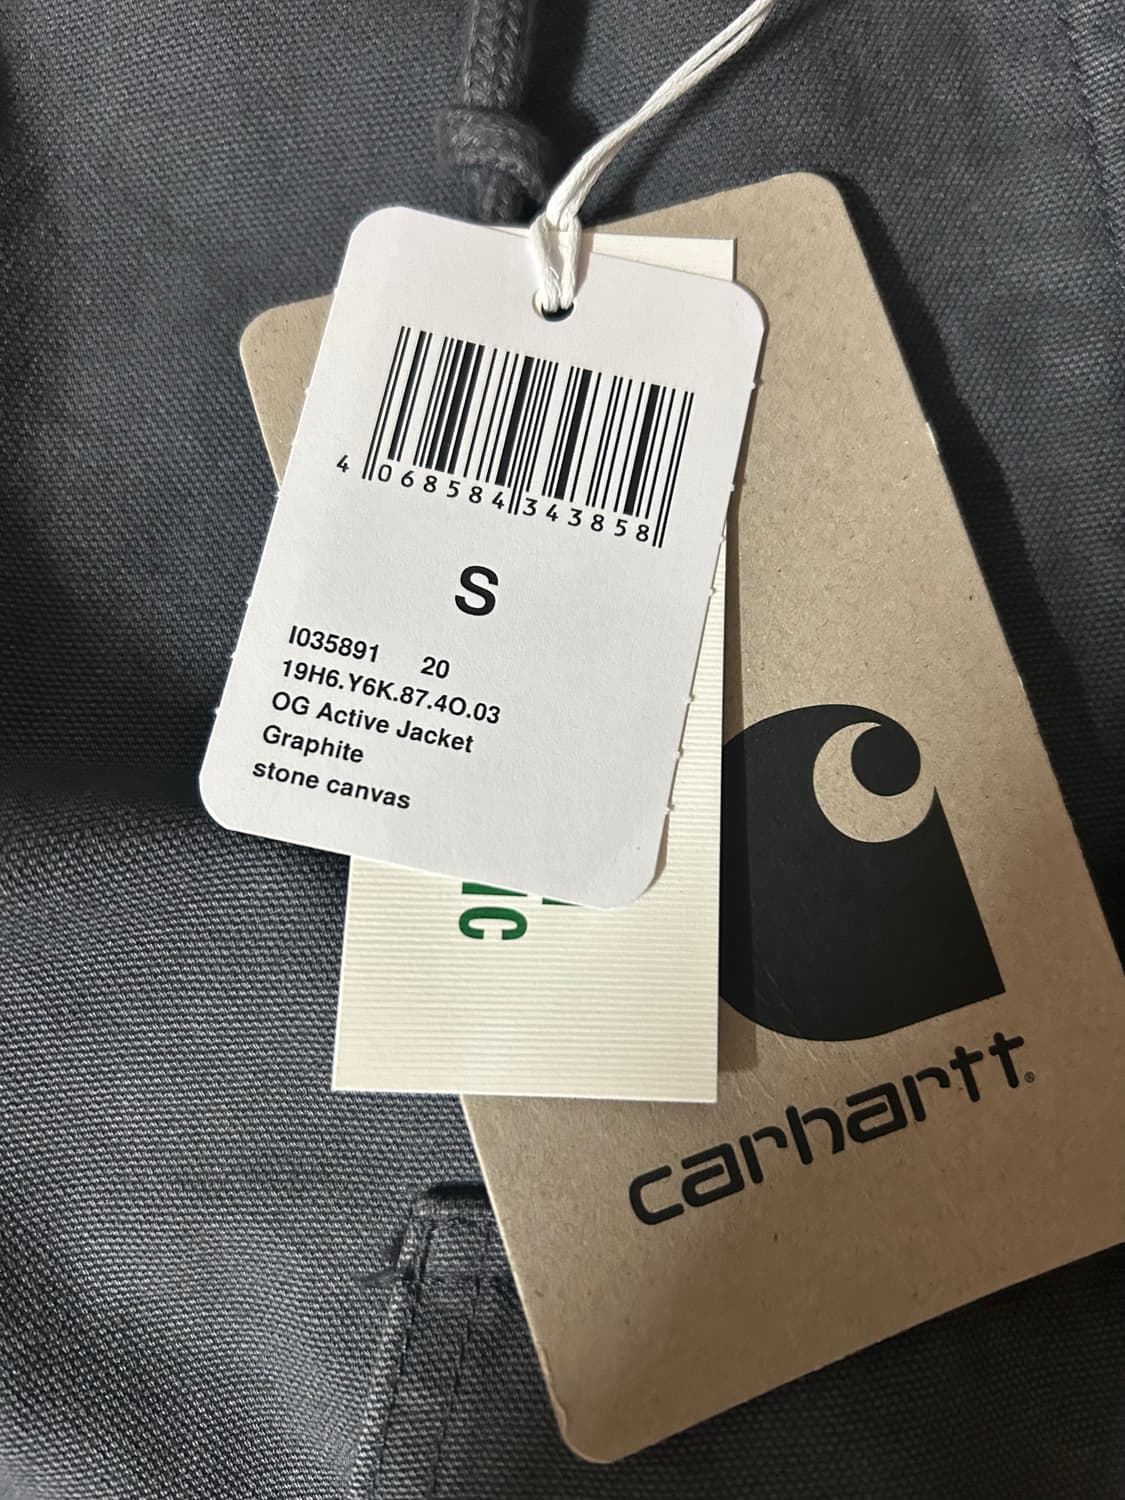 4 068584 343858
S
I035891 20
19H6.Y6K.87.4O.03
OG Active Jacket
Graphite
stone canvas
carhartt®